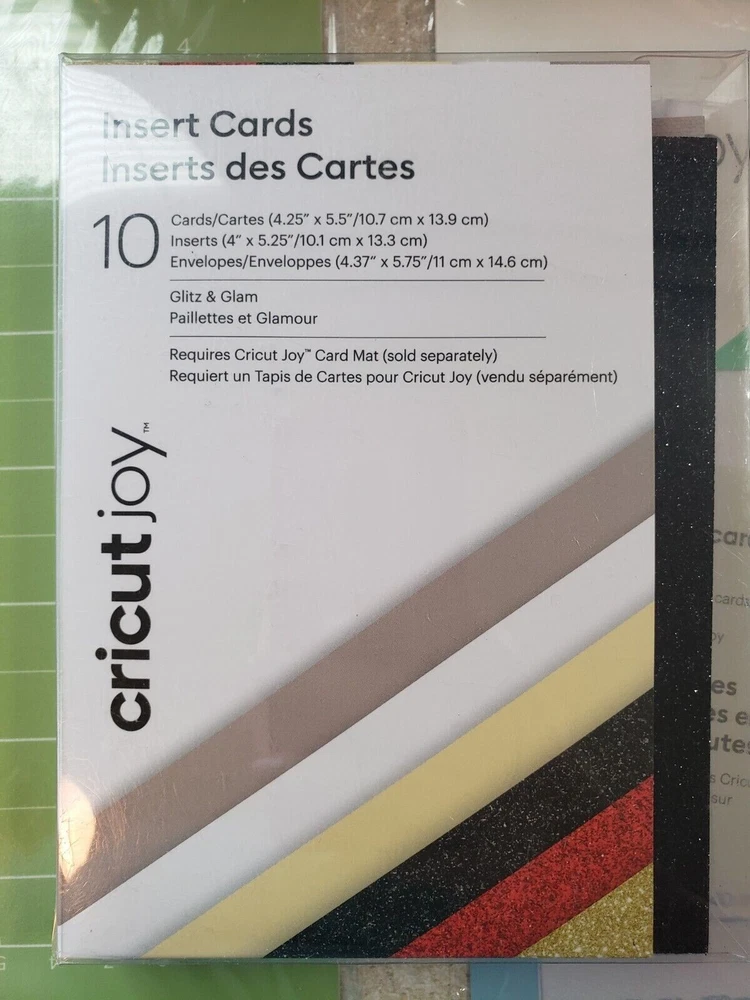 Insert Cards
Inserts des Cartes
10
Cards/Cartes (4.25" x 5.5"/10.7 cm x 13.9 cm)
Inserts (4" x 5.25"/10.1 cm x 13.3 cm)
Envelopes/Enveloppes (4.37" x 5.75"/11 cm x 14.6 cm)
Glitz & Glam
Paillettes et Glamour
Requires Cricut Joy™ Card Mat (sold separately)
Requiert un Tapis de Cartes pour Cricut Joy (vendu séparément)
cricut joy™